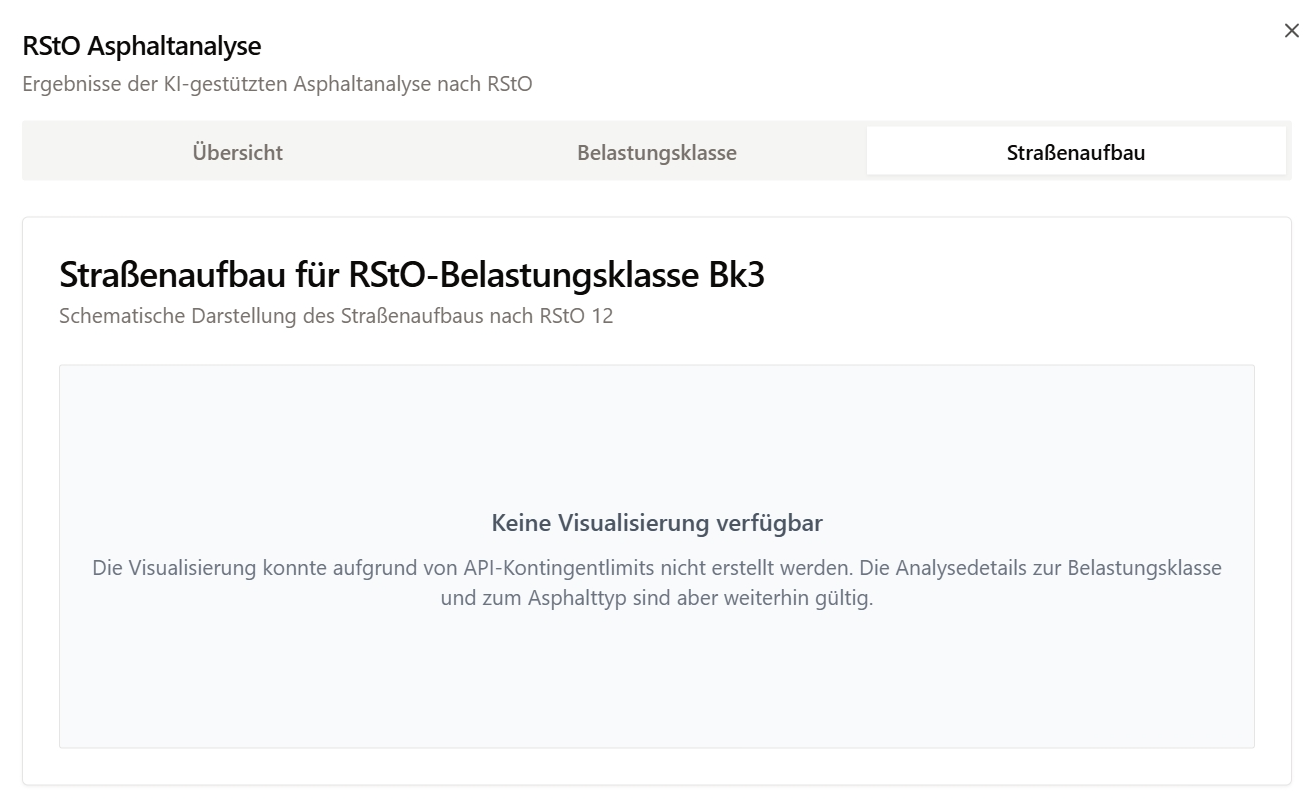 RStO Asphaltanalyse
Ergebnisse der KI-gestützten Asphaltanalyse nach RStO
Übersicht
Belastungsklasse
Straßenaufbau
Straßenaufbau für RStO-Belastungsklasse Bk3
Schematische Darstellung des Straßenaufbaus nach RStO 12
Keine Visualisierung verfügbar
Die Visualisierung konnte aufgrund von API-Kontingentlimits nicht erstellt werden. Die Analysedetails zur Belastungsklasse
und zum Asphalttyp sind aber weiterhin gültig.